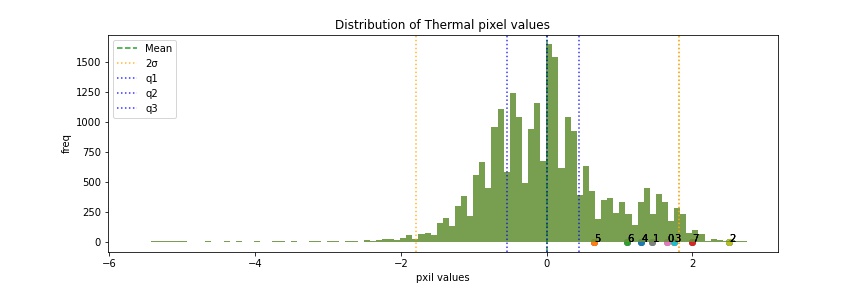 Distribution of Thermal pixel values
Mean
2σ
q1
q2
q3
freq
1500
1250
1000
750
500
250
0
5 6 4 1 0 3 7 2
−6 −4 −2 0 2
pxil values